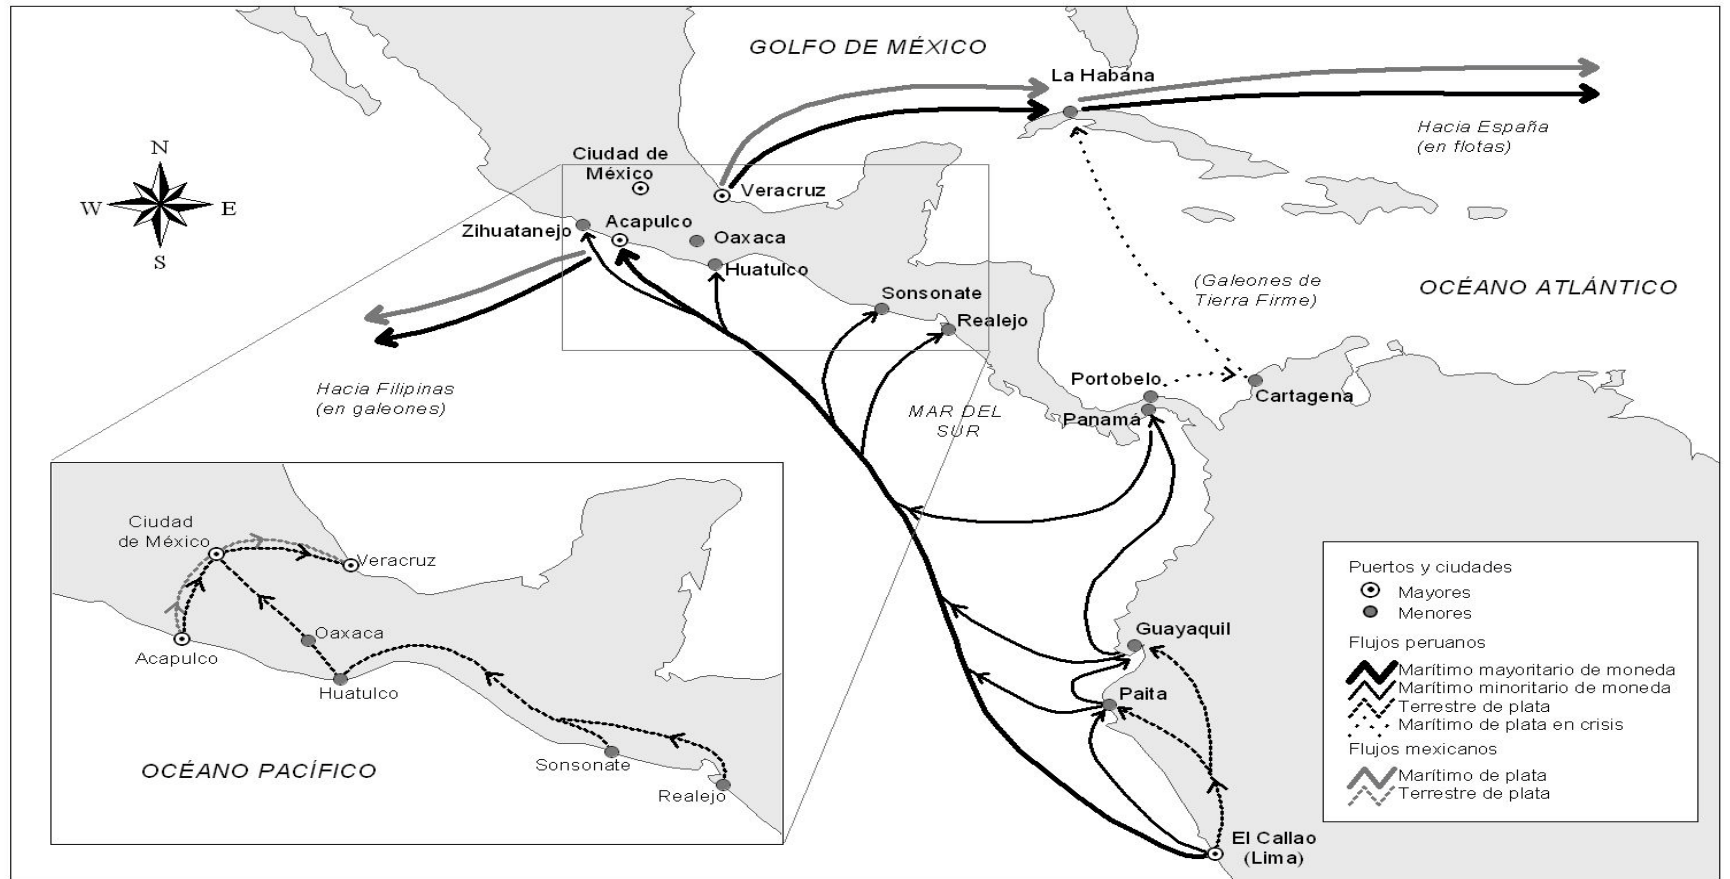 GOLFO DE MÉXICO
La Habana
Hacia España
(en flotas)
N
W
E
S
Ciudad de
México
Veracruz
Zihuatanejo
Acapulco
Oaxaca
Huatulco
Sonsonate
Realejo
(Galeones de
Tierra Firme)
OCÉANO ATLÁNTICO
Hacia Filipinas
(en galeones)
MAR DEL
SUR
Portobelo
Panamá
Cartagena
Guayaquil
Paita
El Callao
(Lima)
Ciudad
de México
Veracruz
Acapulco
Oaxaca
Huatulco
Sonsonate
Realejo
OCÉANO PACÍFICO
Puertos y ciudades
Mayores
Menores
Flujos peruanos
Marítimo mayoritario de moneda
Marítimo minoritario de moneda
Terrestre de plata
Marítimo de plata en crisis
Flujos mexicanos
Marítimo de plata
Terrestre de plata